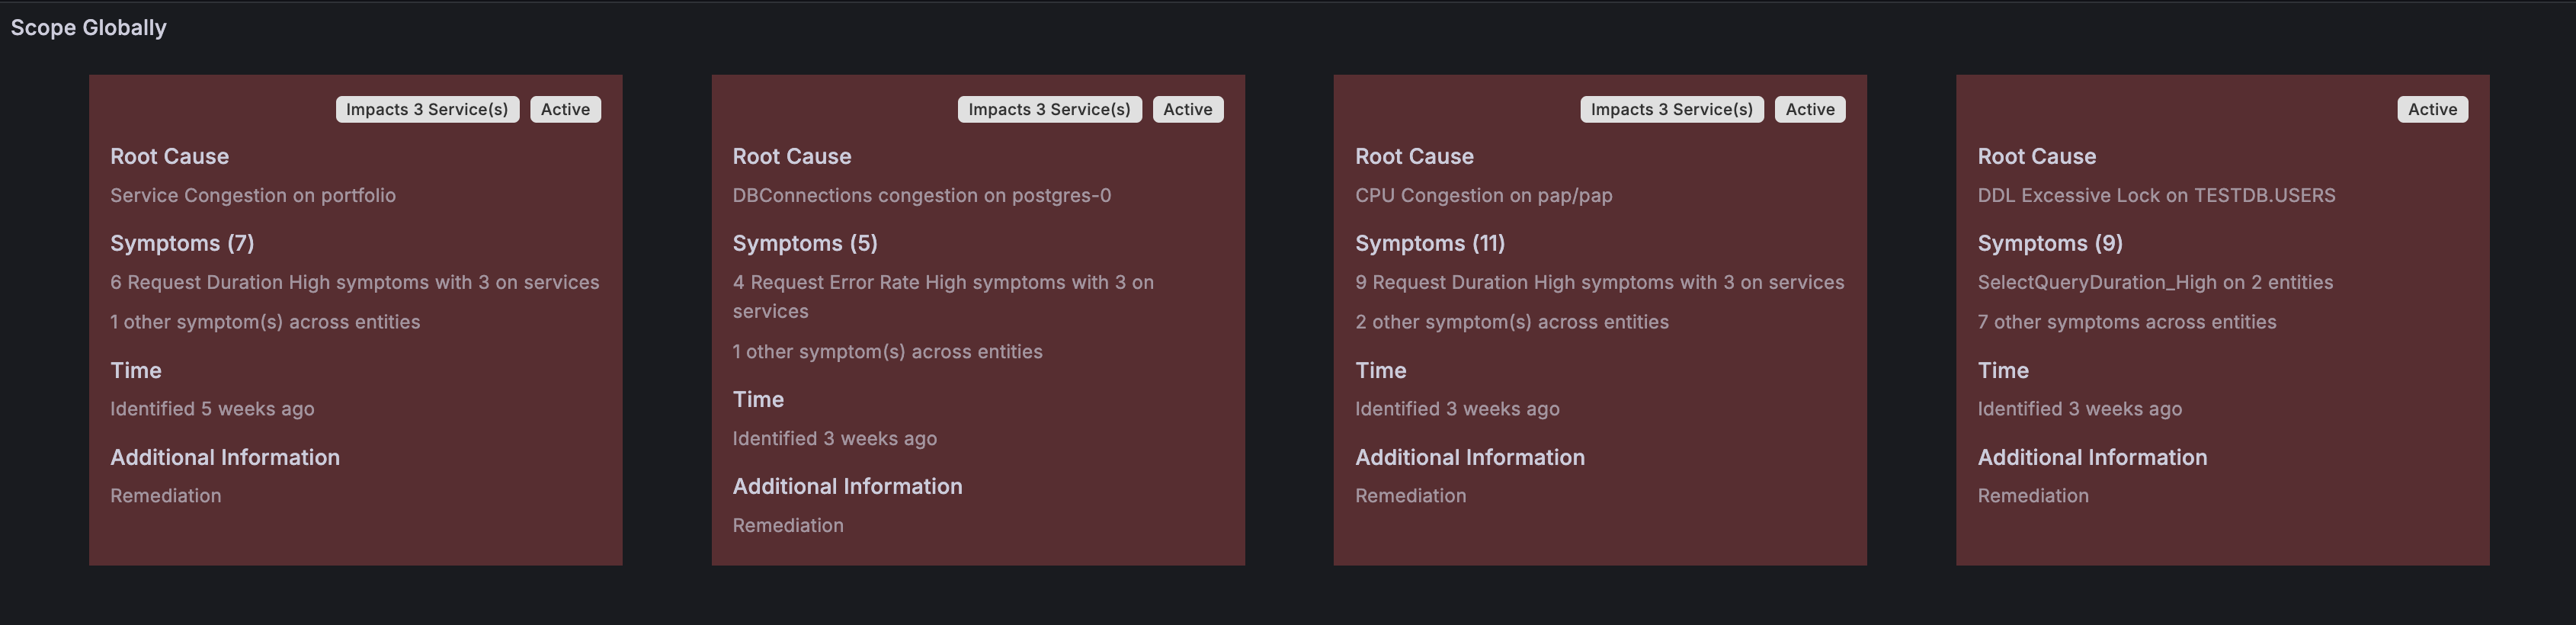 Scope Globally
Impacts 3 Service(s) Active
Root Cause
Service Congestion on portfolio
Symptoms (7)
6 Request Duration High symptoms with 3 on services
1 other symptom(s) across entities
Time
Identified 5 weeks ago
Additional Information
Remediation
Impacts 3 Service(s) Active
Root Cause
DBConnections congestion on postgres-0
Symptoms (5)
4 Request Error Rate High symptoms with 3 on
services
1 other symptom(s) across entities
Time
Identified 3 weeks ago
Additional Information
Remediation
Impacts 3 Service(s) Active
Root Cause
CPU Congestion on pap/pap
Symptoms (11)
9 Request Duration High symptoms with 3 on services
2 other symptom(s) across entities
Time
Identified 3 weeks ago
Additional Information
Remediation
Active
Root Cause
DDL Excessive Lock on TESTDB.USERS
Symptoms (9)
SelectQueryDuration_High on 2 entities
7 other symptoms across entities
Time
Identified 3 weeks ago
Additional Information
Remediation